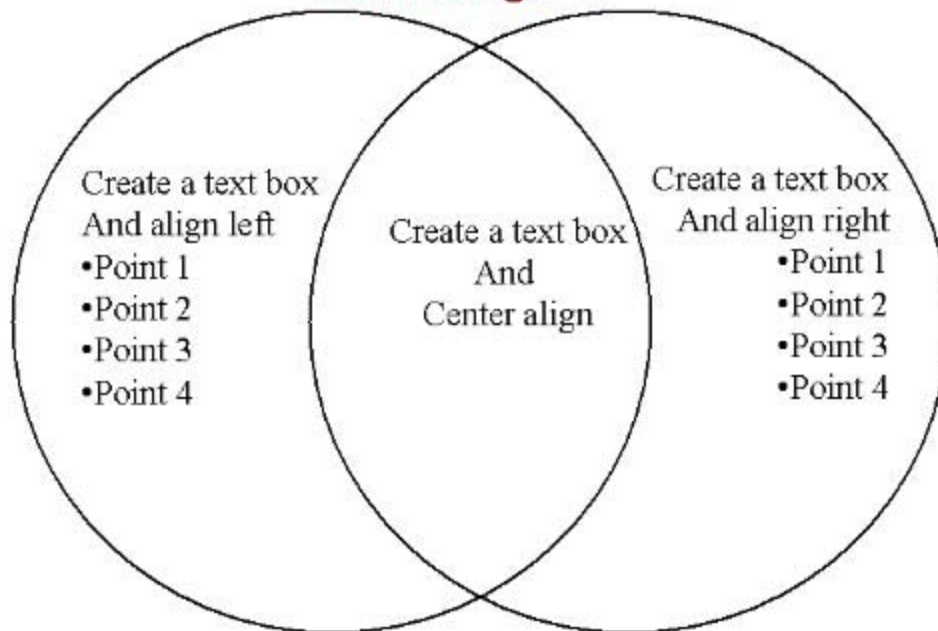 Create a text box
And align left
•Point 1
•Point 2
•Point 3
•Point 4
Create a text box
And
Center align
Create a text box
And align right
•Point 1
•Point 2
•Point 3
•Point 4